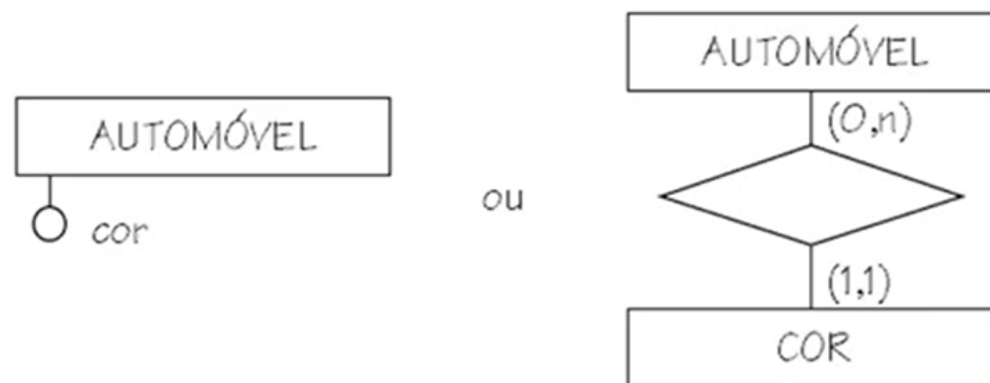 AUTOMÓVEL
cor
ou
AUTOMÓVEL
(0,n)
(1,1)
COR